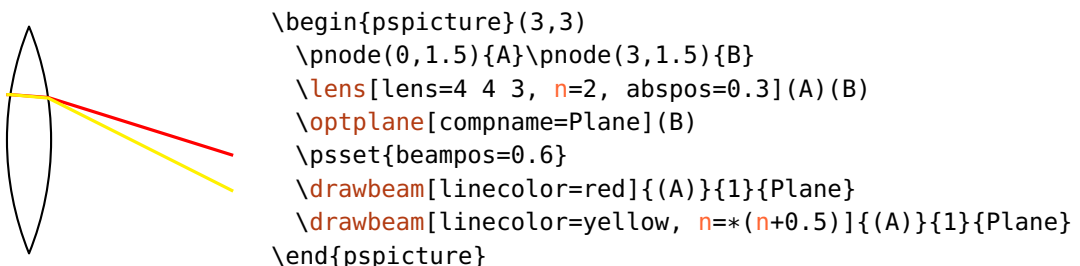 \begin{pspicture}(3,3)
  \pnode(0,1.5){A}\pnode(3,1.5){B}
  \lens[lens=4 4 3, n=2, abspos=0.3](A)(B)
  \optplane[compname=Plane](B)
  \psset{beampos=0.6}
  \drawbeam[linecolor=red]{(A)}{1}{Plane}
  \drawbeam[linecolor=yellow, n=*(n+0.5)]{(A)}{1}{Plane}
\end{pspicture}